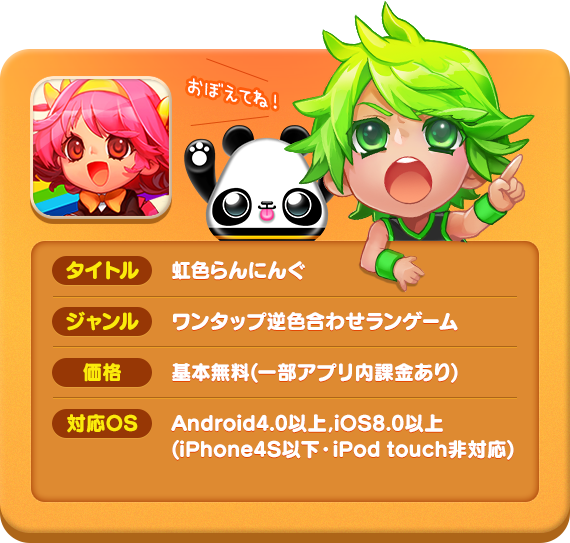 おぼえてね!
タイトル 虹色らんにんぐ
ジャンル ワンタップ逆色合わせランゲーム
価格 基本無料(一部アプリ内課金あり)
対応OS Android4.0以上,iOS8.0以上
(iPhone4S以下・iPod touch非対応)